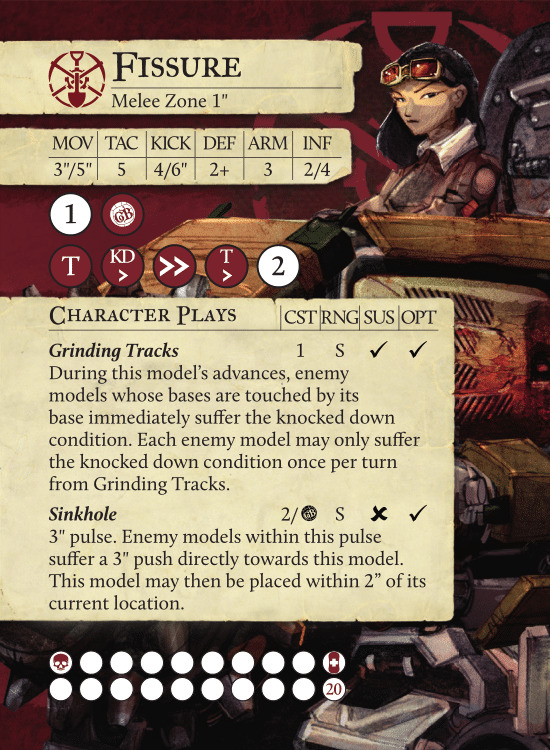 FISSURE
Melee Zone 1"
MOV TAC KICK DEF ARM INF
3"/5" 5 4/6" 2+ 3 2/4
1 GB
T KD > >> T > 2
CHARACTER PLAYS CST RNG SUS OPT
Grinding Tracks 1 S ✓ ✓
During this model's advances, enemy
models whose bases are touched by its
base immediately suffer the knocked down
condition. Each enemy model may only suffer
the knocked down condition once per turn
from Grinding Tracks.
Sinkhole 2/GB S ✘ ✓
3" pulse. Enemy models within this pulse
suffer a 3" push directly towards this model.
This model may then be placed within 2” of its
current location.
20